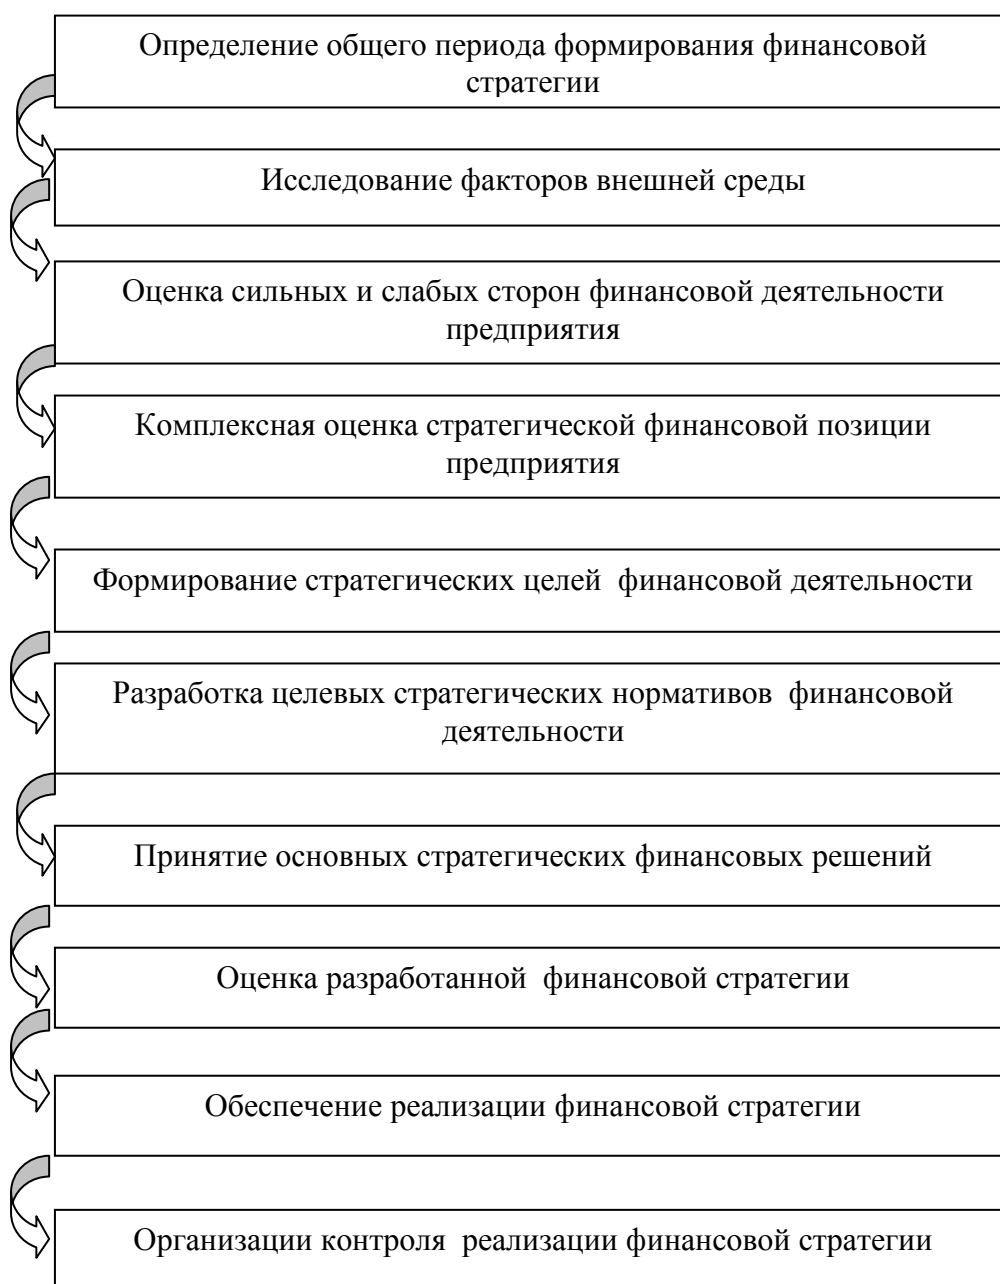 Определение общего периода формирования финансовой
стратегии
Исследование факторов внешней среды
Оценка сильных и слабых сторон финансовой деятельности
предприятия
Комплексная оценка стратегической финансовой позиции
предприятия
Формирование стратегических целей  финансовой деятельности
Разработка целевых стратегических нормативов  финансовой
деятельности
Принятие основных стратегических финансовых решений
Оценка разработанной  финансовой стратегии
Обеспечение реализации финансовой стратегии
Организации контроля  реализации финансовой стратегии